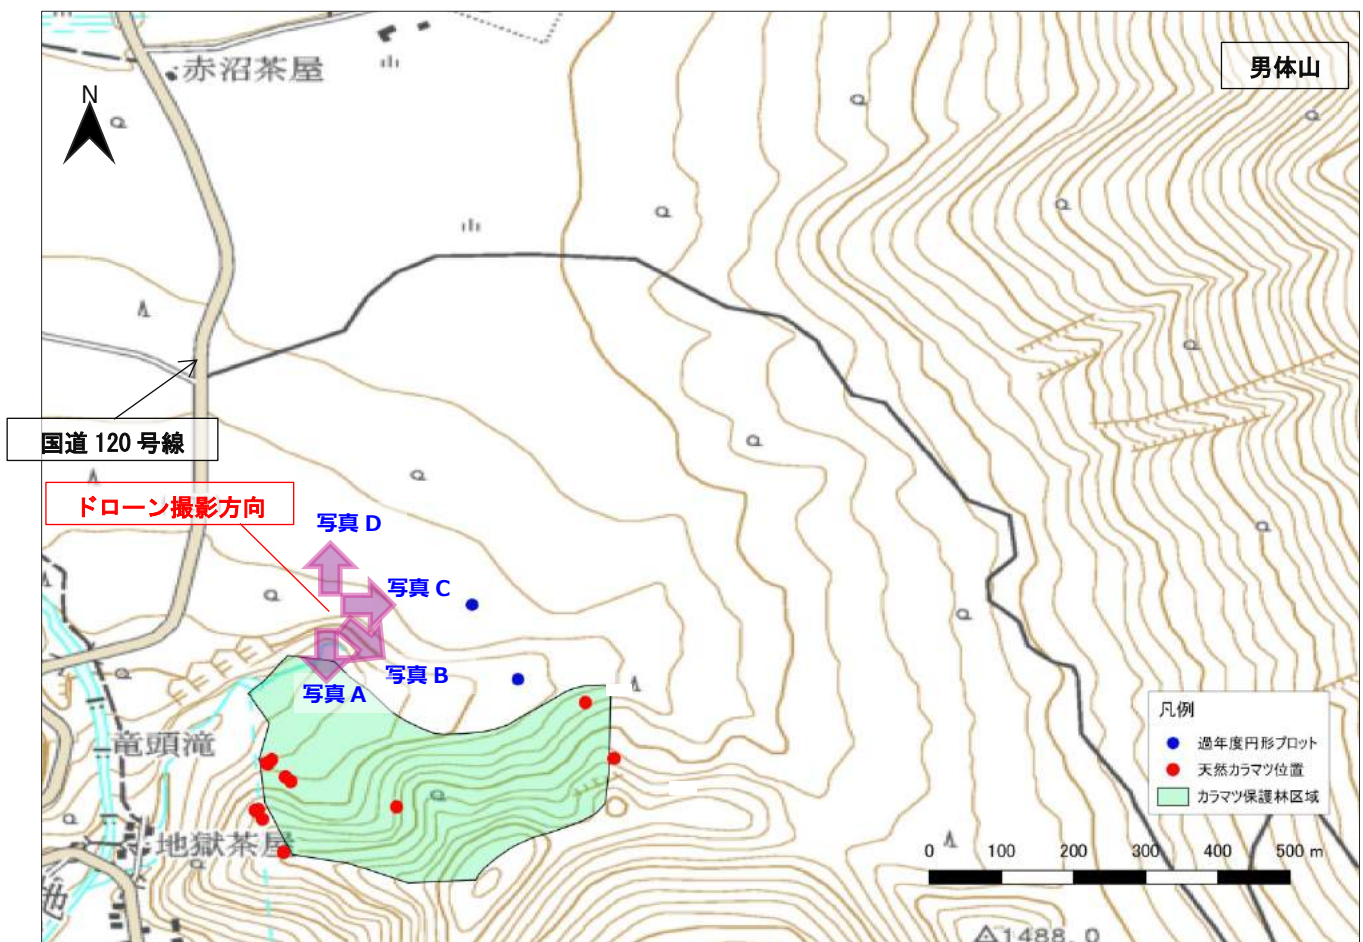 赤沼茶屋
男体山
N
国道 120 号線
ドローン撮影方向
写真 D
写真 C
写真 B
写真 A
竜頭滝
地獄茶屋
凡例
過年度円形プロット
天然カラマツ位置
カラマツ保護林区域
0 100 200 300 400 500 m
△1488.0